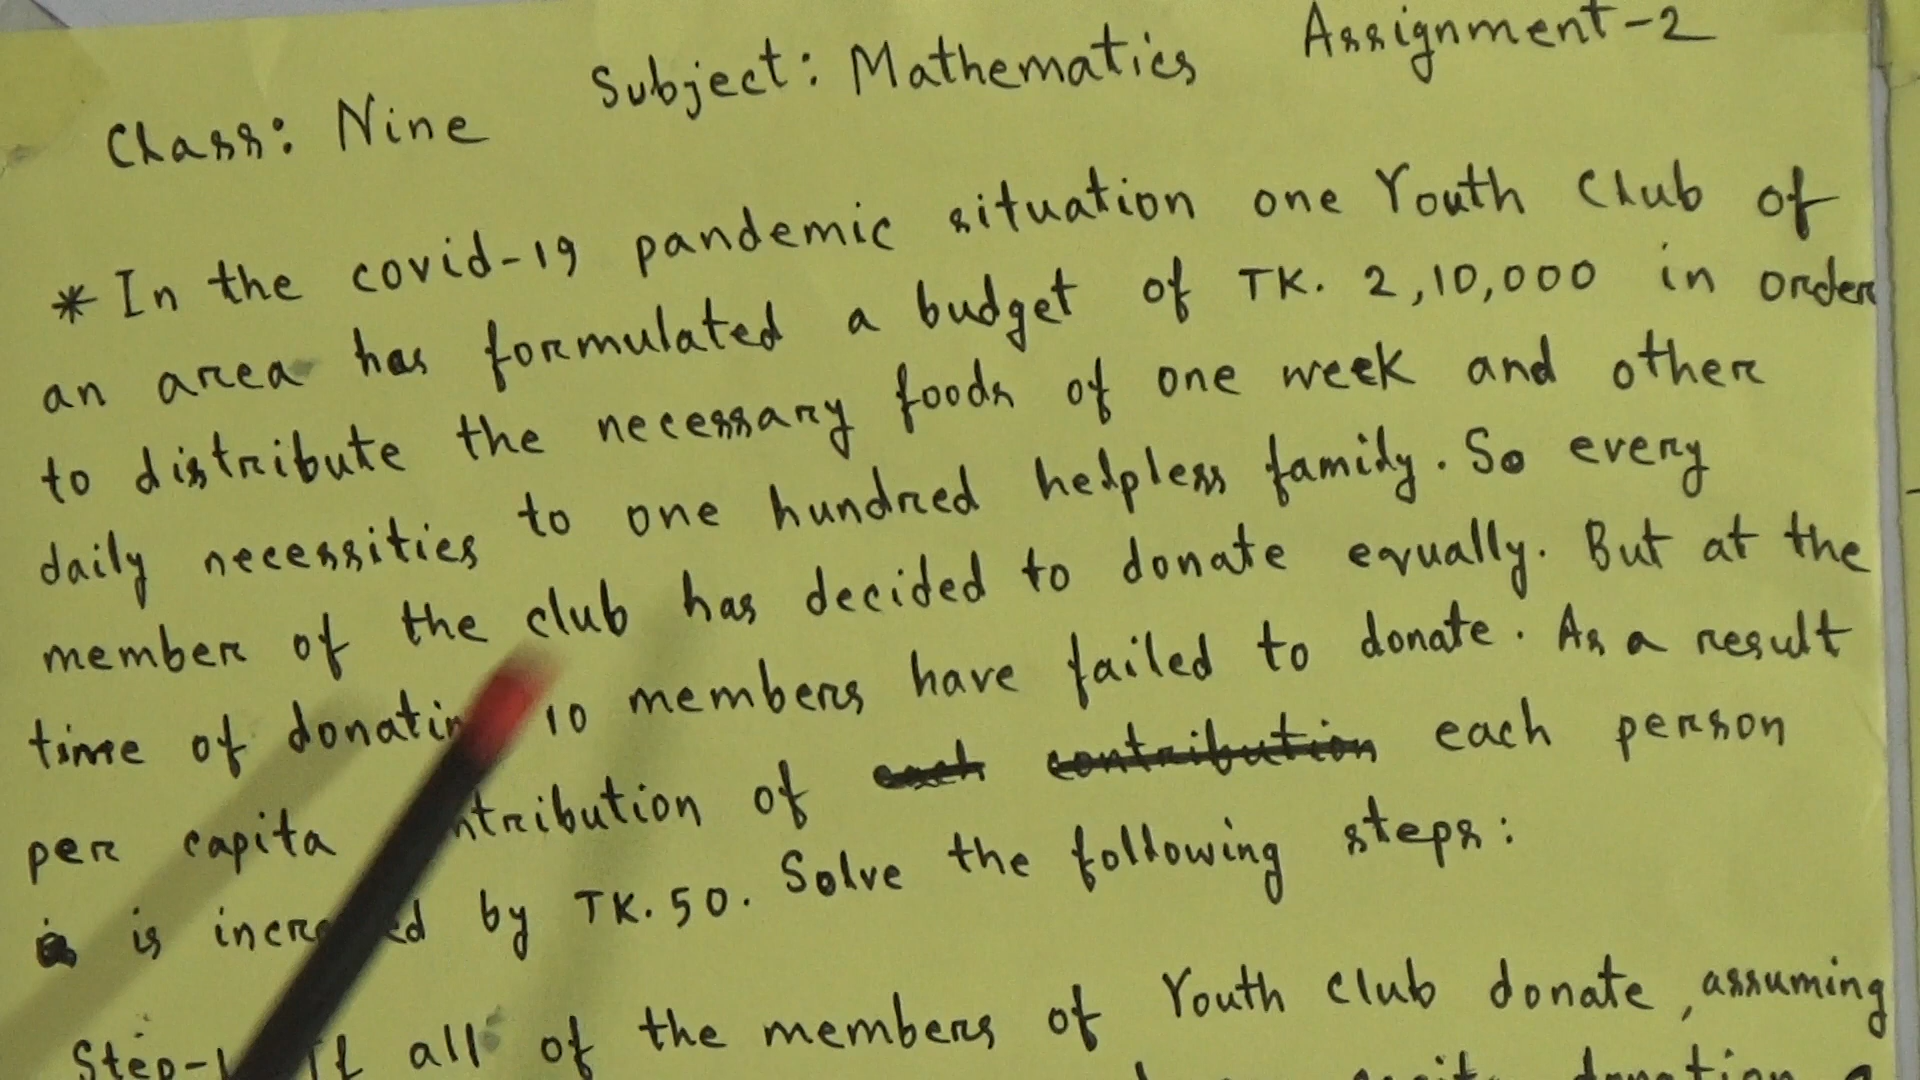 Class: Nine Subject: Mathematics Assignment-2
* In the covid-19 pandemic situation one Youth Club of
an area has formulated a budget of TK. 2,10,000 in order
to distribute the necessary foods of one week and other
daily necessities to one hundred helpless family. So every
member of the club has decided to donate equally. But at the
time of donatin 10 members have failed to donate. As a result
per capita of each person
is by TK. 50. Solve the following steps:
all of the members of Youth club donate, assuming